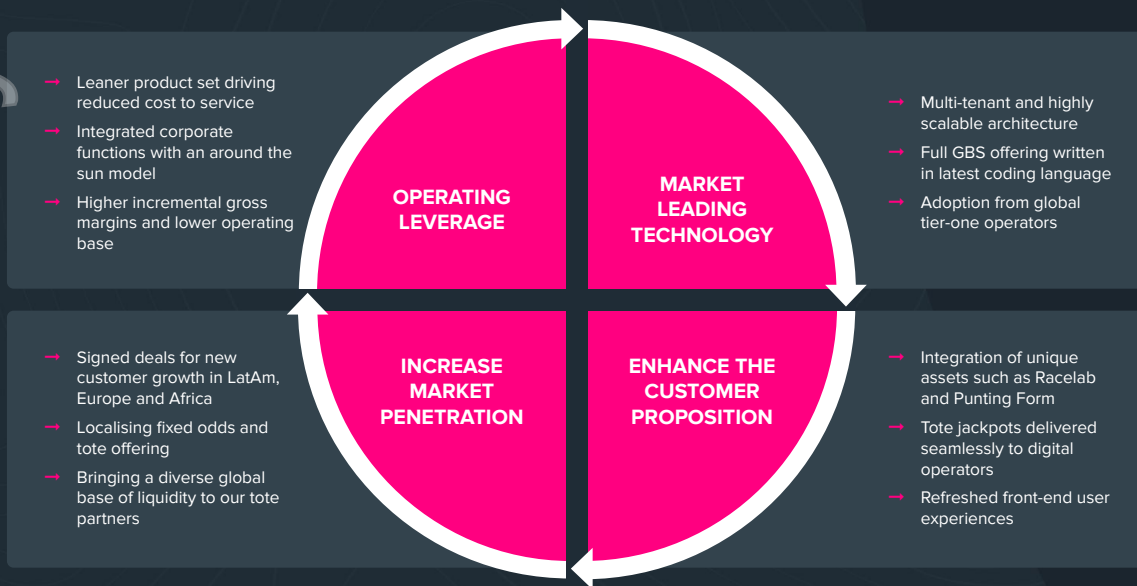 Leaner product set driving
reduced cost to service
Integrated corporate
functions with an around the
sun model
Higher incremental gross
margins and lower operating
base
OPERATING
LEVERAGE
MARKET
LEADING
TECHNOLOGY
Multi-tenant and highly
scalable architecture
Full GBS offering written
in latest coding language
Adoption from global
tier-one operators
Signed deals for new
customer growth in LatAm,
Europe and Africa
Localising fixed odds and
tote offering
Bringing a diverse global
base of liquidity to our tote
partners
INCREASE
MARKET
PENETRATION
ENHANCE THE
CUSTOMER
PROPOSITION
Integration of unique
assets such as Racelab
and Punting Form
Tote jackpots delivered
seamlessly to digital
operators
Refreshed front-end user
experiences